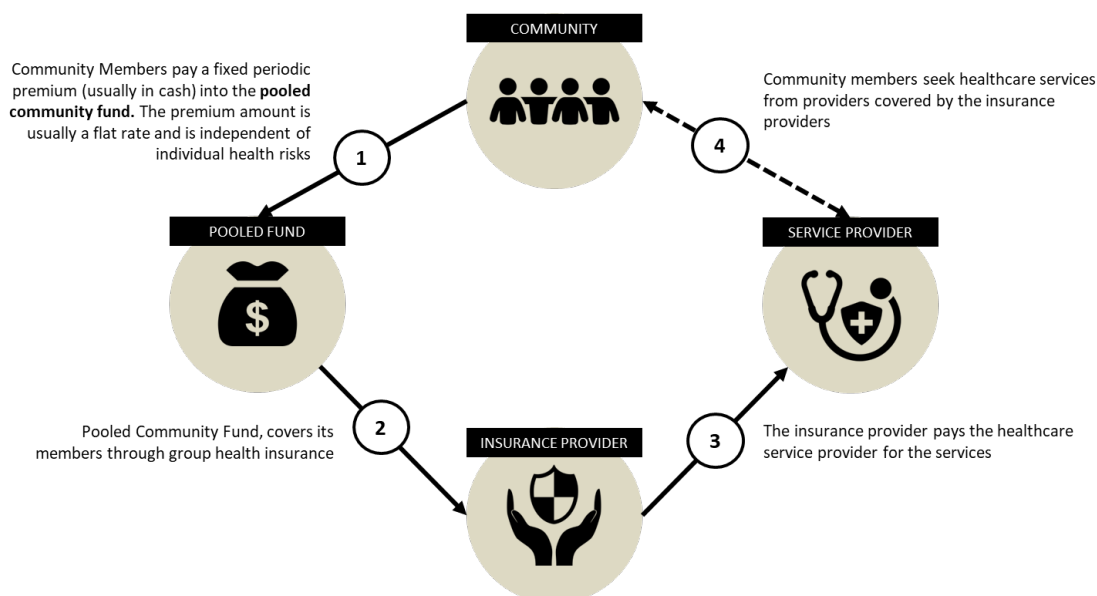 COMMUNITY
Community Members pay a fixed periodic
premium (usually in cash) into the pooled
community fund. The premium amount is
usually a flat rate and is independent of
individual health risks
1
Community members seek healthcare services
from providers covered by the insurance
providers
4
POOLED FUND
$
SERVICE PROVIDER
Pooled Community Fund, covers its
members through group health insurance
2
INSURANCE PROVIDER
3
The insurance provider pays the healthcare
service provider for the services